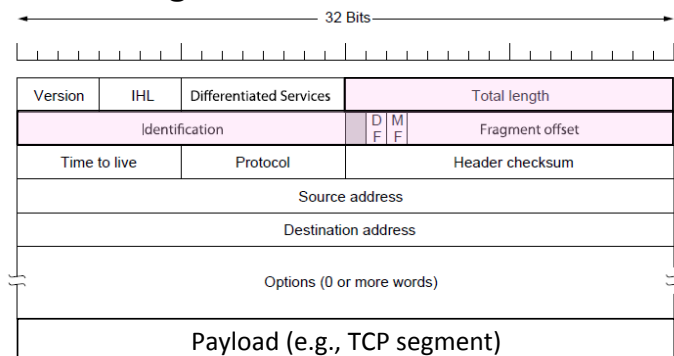 32 Bits
Version IHL Differentiated Services Total length
Identification D F M F Fragment offset
Time to live Protocol Header checksum
Source address
Destination address
Options (0 or more words)
Payload (e.g., TCP segment)